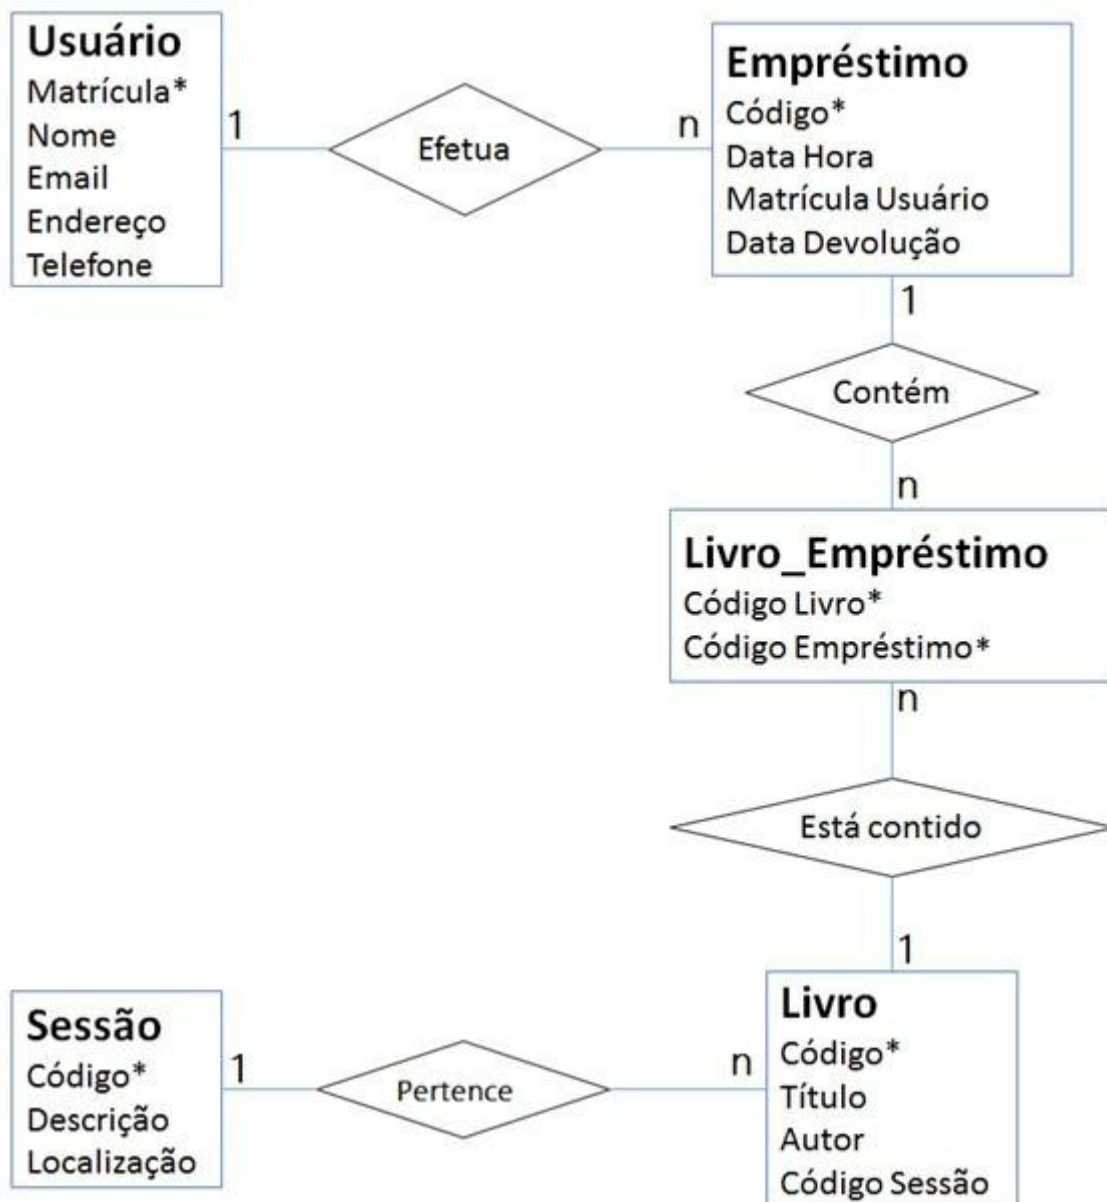 Usuário
Matrícula*
Nome
Email
Endereço
Telefone
1
Efetua
n
Empréstimo
Código*
Data Hora
Matrícula Usuário
Data Devolução
1
Contém
n
Livro_Empréstimo
Código Livro*
Código Empréstimo*
n
Está contido
1
Sessão
Código*
Descrição
Localização
1
Pertence
n
Livro
Código*
Título
Autor
Código Sessão